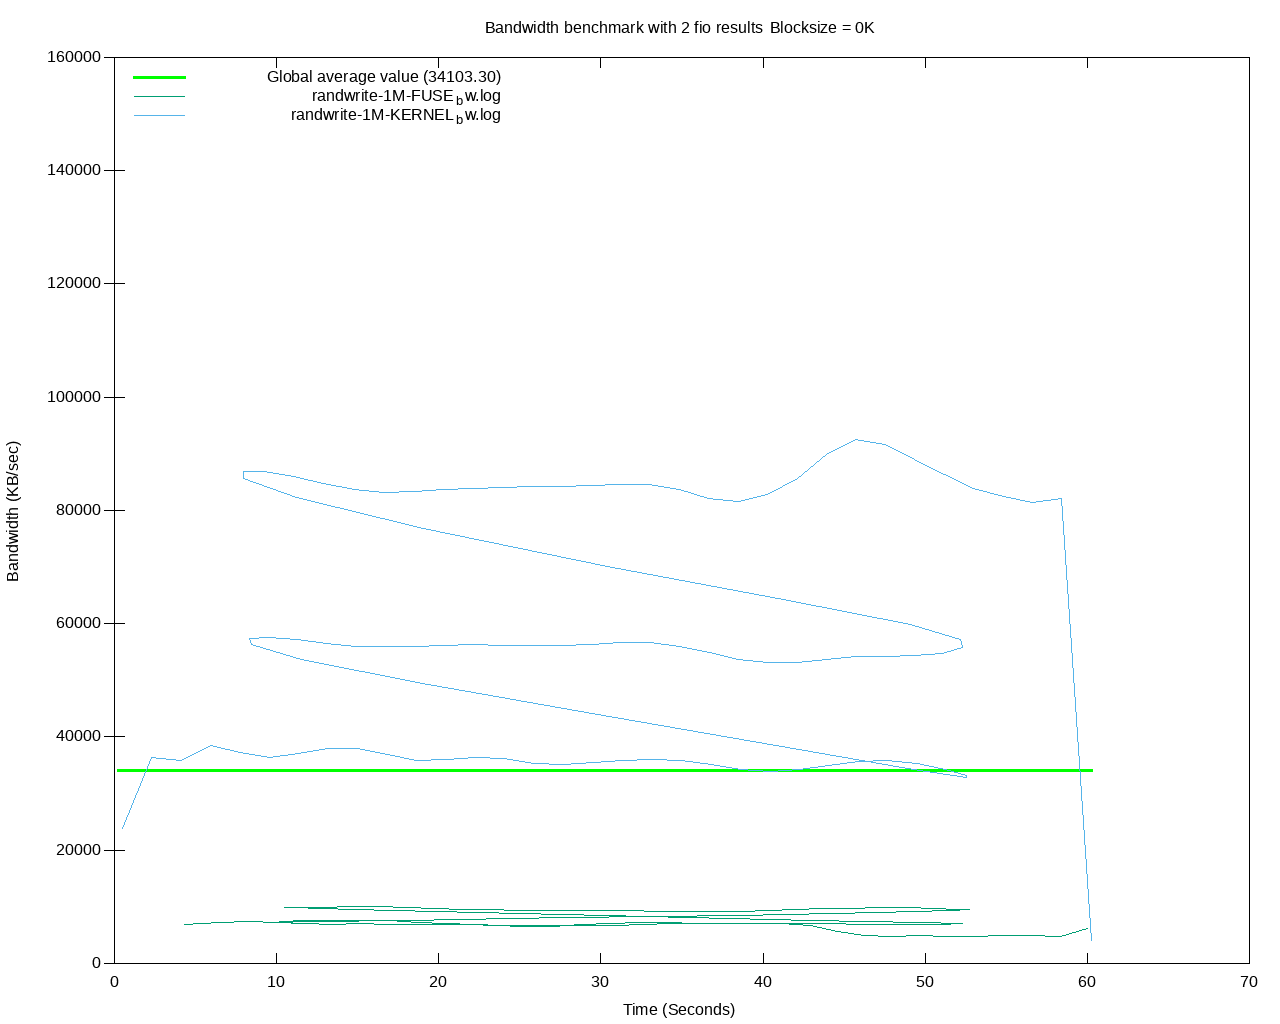 Bandwidth benchmark with 2 fio results Blocksize = 0K
160000
140000
120000
100000
80000
60000
40000
20000
0
Bandwidth (KB/sec)
Global average value (34103.30)
randwrite-1M-FUSE_bw.log
randwrite-1M-KERNEL_bw.log
0 10 20 30 40 50 60 70
Time (Seconds)